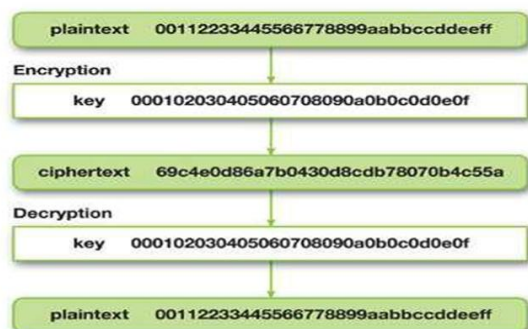 plaintext 00112233445566778899aabbccddeeff
Encryption
key 000102030405060708090a0b0c0d0e0f
ciphertext 69c4e0d86a7b0430d8cdb78070b4c55a
Decryption
key 000102030405060708090a0b0c0d0e0f
plaintext 00112233445566778899aabbccddeeff